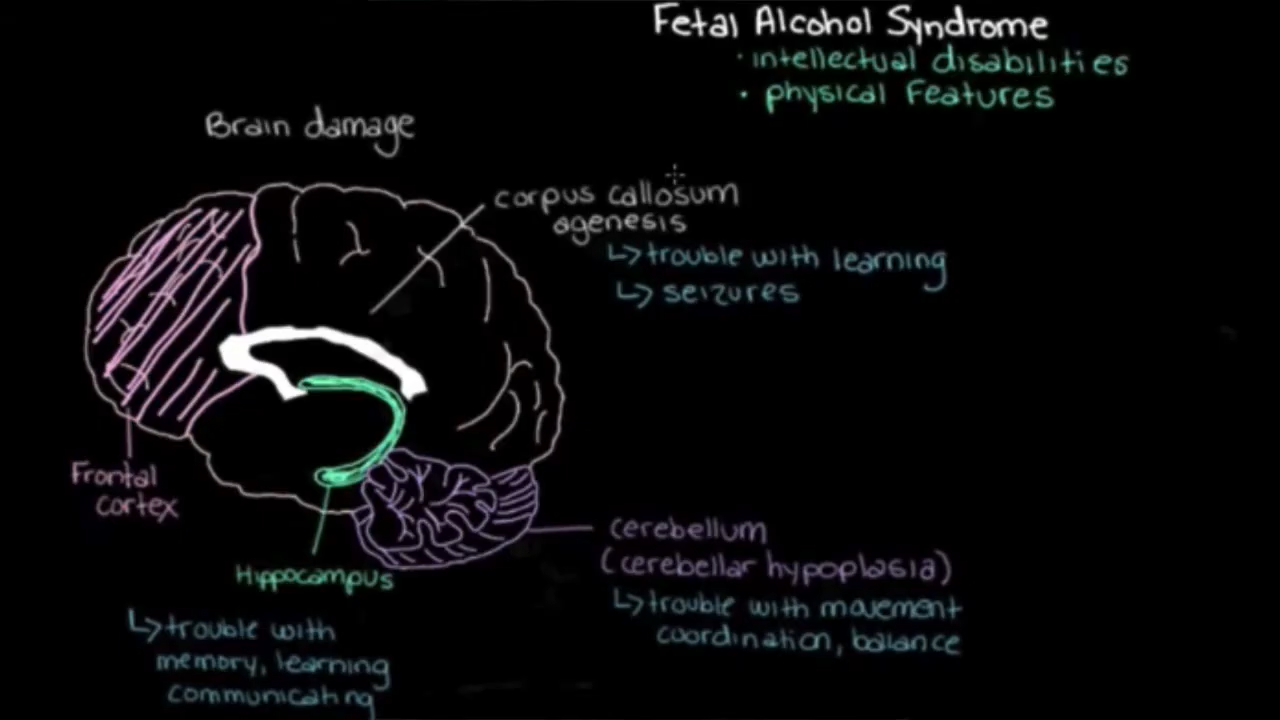 Fetal Alcohol Syndrome
· intellectual disabilities
· physical features
Brain damage
corpus callosum
agenesis
↳ trouble with learning
↳ seizures
Frontal
cortex
Hippocampus
↳ trouble with
memory, learning
communicating
cerebellum
(cerebellar hypoplasia)
↳ trouble with movement
coordination, balance